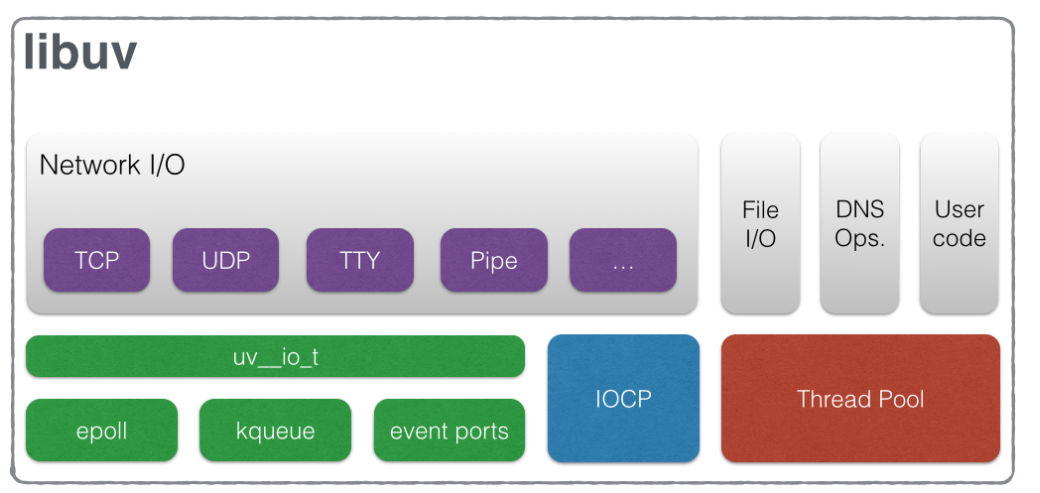 libuv
Network I/O
TCP
UDP
TTY
Pipe
...
File
I/O
DNS
Ops.
User
code
uv__io_t
epoll
kqueue
event ports
IOCP
Thread Pool